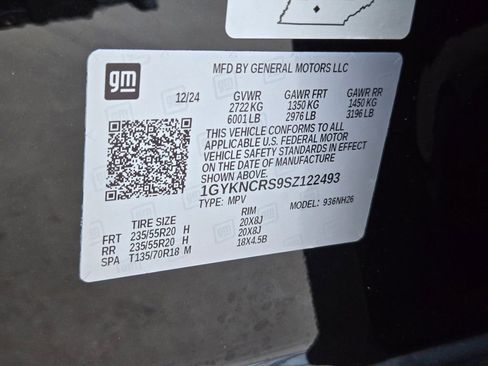 gm
MFD BY GENERAL MOTORS LLC
12/24 GVWR GAWR FRT GAWR RR
2722 KG 1350 KG 1450 KG
6001 LB 2976 LB 3196 LB
THIS VEHICLE CONFORMS TO ALL
APPLICABLE U.S. FEDERAL MOTOR
VEHICLE SAFETY STANDARDS IN EFFECT
ON THE DATE OF MANUFACTURE
1GYKNCRS9SZ122493
TYPE: MPV MODEL: 936NH26
TIRE SIZE RIM
FRT 235/55R20 H 20X8J
RR 235/55R20 H 20X8J
SPA T135/70R18 M 18X4.5B